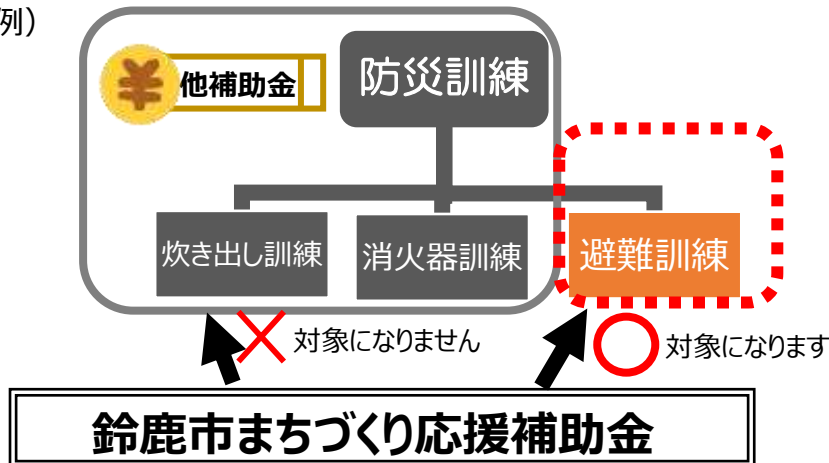 例）
¥
他補助金
防災訓練
炊き出し訓練
消火器訓練
避難訓練
対象になりません
対象になります
鈴鹿市まちづくり応援補助金